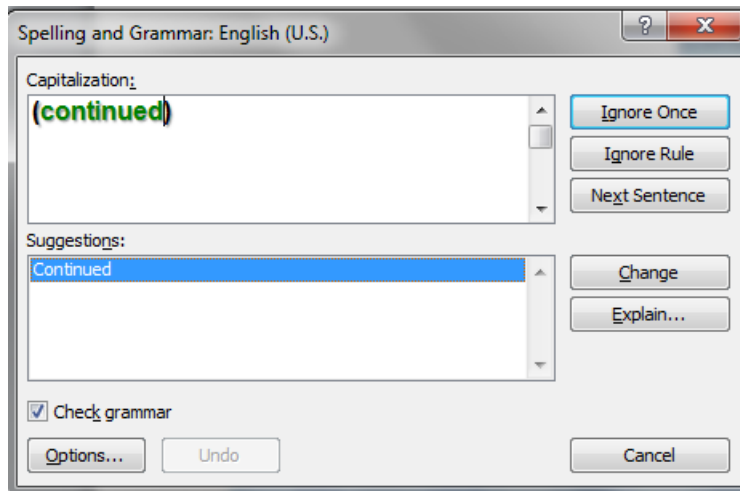 Spelling and Grammar: English (U.S.)
Capitalization:
(continued)
Ignore Once
Ignore Rule
Next Sentence
Suggestions:
Continued
Change
Explain...
Check grammar
Options...
Undo
Cancel